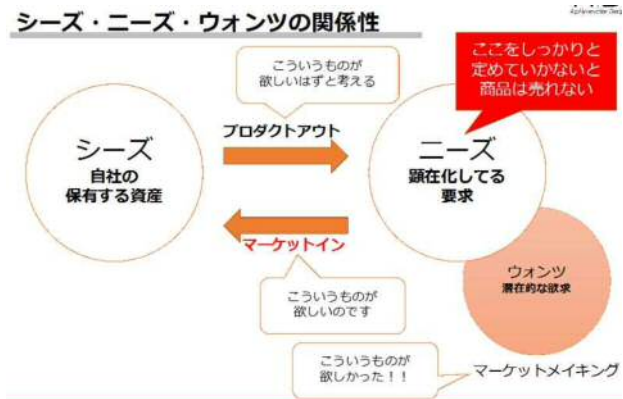 シーズ・ニーズ・ウォンツの関係性
こういうものが
欲しいはずと考える
ここをしっかりと
定めていかないと
商品は売れない
プロダクトアウト
シーズ
自社の
保有する資産
ニーズ
顕在化してる
要求
マーケットイン
こういうものが
欲しいのです
ウォンツ
潜在的な欲求
こういうものが
欲しかった！！
マーケットメイキング